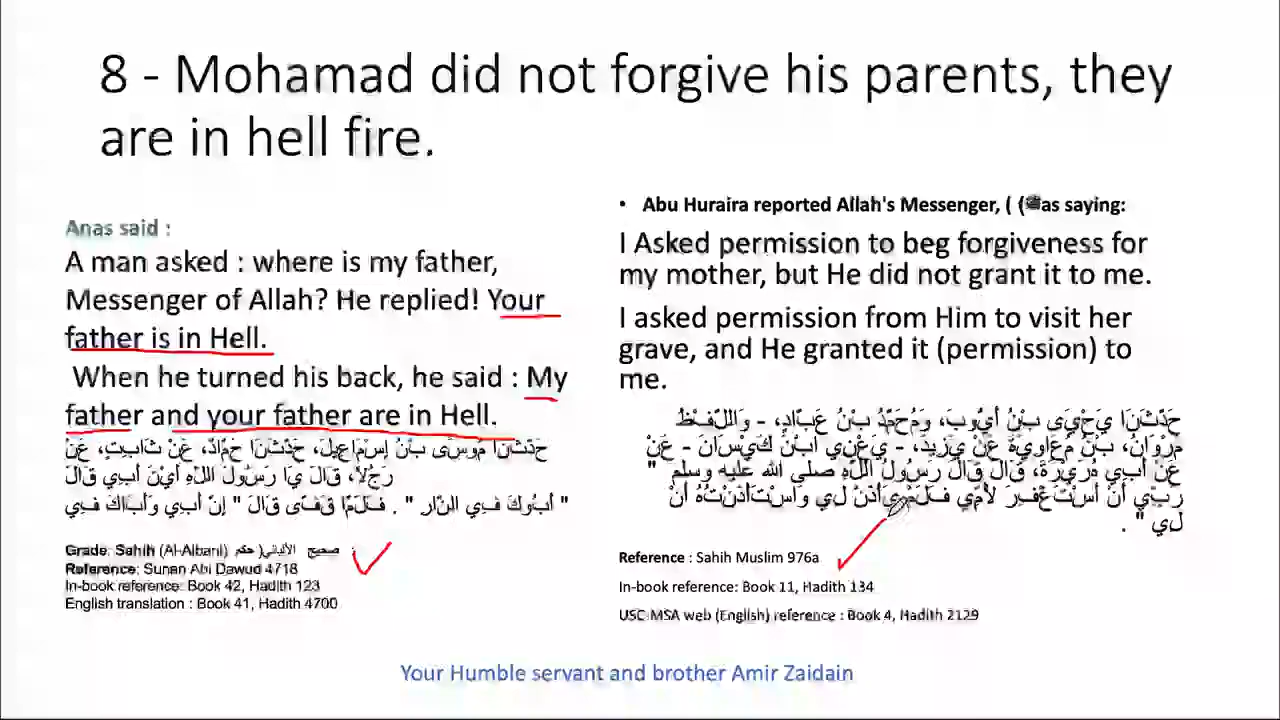 8 - Mohamad did not forgive his parents, they
are in hell fire.
Anas said :
A man asked : where is my father,
Messenger of Allah? He replied! Your
father is in Hell.
When he turned his back, he said : My
father and your father are in Hell.
حَدَّثَنَا مُوسَى بْنُ إِسْمَاعِيلَ، حَدَّثَنَا حَمَّادٌ، عَنْ ثَابِتٍ، عَنْ
رَجُلاً، قَالَ يَا رَسُولَ اللَّهِ أَيْنَ أَبِي قَالَ
" أَبُوكَ فِي النَّارِ " . فَلَمَّا قَفَّى قَالَ " إِنَّ أَبِي وَأَبَاكَ فِي
Grade: Sahih (Al-Albani) صحيح الألباني) حكم :
Reference: Sunan Abi Dawud 4718
In-book reference: Book 42, Hadith 123
English translation : Book 41, Hadith 4700
• Abu Huraira reported Allah's Messenger, ( (ﷺas saying:
I Asked permission to beg forgiveness for
my mother, but He did not grant it to me.
I asked permission from Him to visit her
grave, and He granted it (permission) to
me.
حَدَّثَنَا يَحْيَى بْنُ أَيُّوبَ، وَمُحَمَّدُ بْنُ عَبَّادٍ، - وَاللَّفْظُ
مَرْوَانُ، بْنُ مُعَاوِيَةَ عَنْ يَزِيدَ، - يَعْنِي ابْنَ كَيْسَانَ - عَنْ
عَنْ أَبِي هُرَيْرَةَ، قَالَ قَالَ رَسُولُ اللَّهِ صلى الله عليه وسلم "
رَبِّي أَنْ أَسْتَغْفِرَ لأُمِّي فَلَمْ يَأْذَنْ لِي وَاسْتَأْذَنْتُهُ أَنْ
لِي " .
Reference : Sahih Muslim 976a
In-book reference: Book 11, Hadith 134
USC-MSA web (English) reference : Book 4, Hadith 2129
Your Humble servant and brother Amir Zaidain